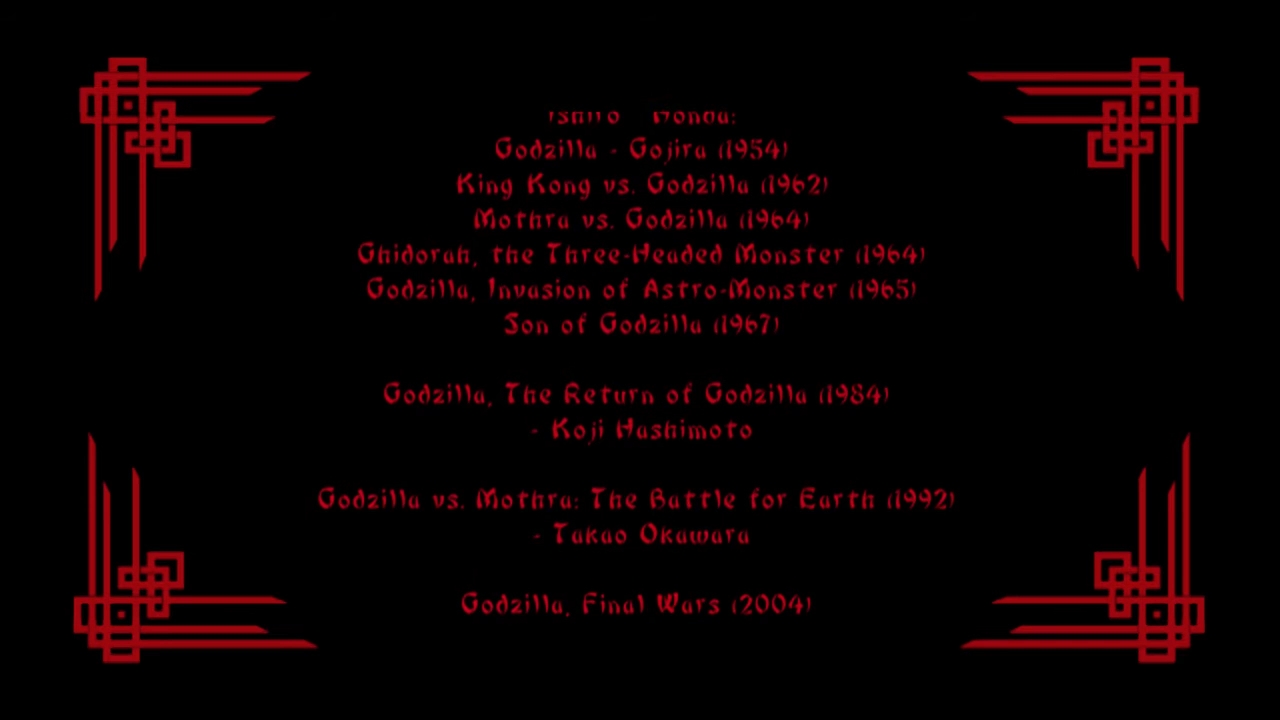 Ishiro Honda:
Godzilla - Gojira (1954)
King Kong vs. Godzilla (1962)
Mothra vs. Godzilla (1964)
Ghidorah, the Three-Headed Monster (1964)
Godzilla, Invasion of Astro-Monster (1965)
Son of Godzilla (1967)
Godzilla, The Return of Godzilla (1984)
- Koji Hashimoto
Godzilla vs. Mothra: The Battle for Earth (1992)
- Takao Okawara
Godzilla, Final Wars (2004)